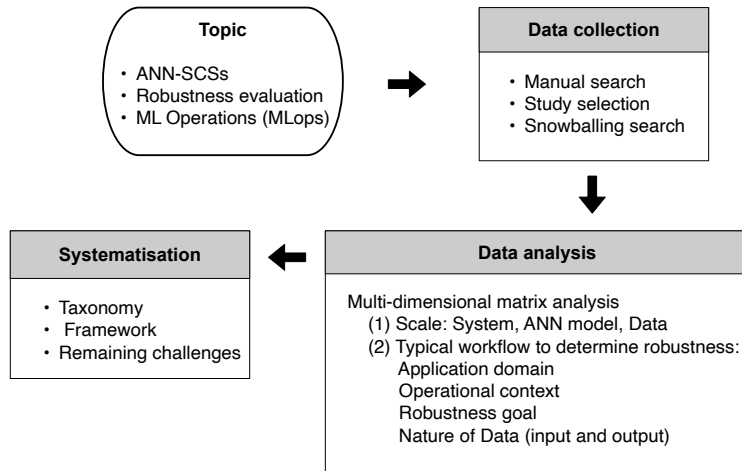 Topic
• ANN-SCSs
• Robustness evaluation
• ML Operations (MLops)
Data collection
• Manual search
• Study selection
• Snowballing search
Data analysis
Multi-dimensional matrix analysis
(1) Scale: System, ANN model, Data
(2) Typical workflow to determine robustness:
Application domain
Operational context
Robustness goal
Nature of Data (input and output)
Systematisation
• Taxonomy
• Framework
• Remaining challenges